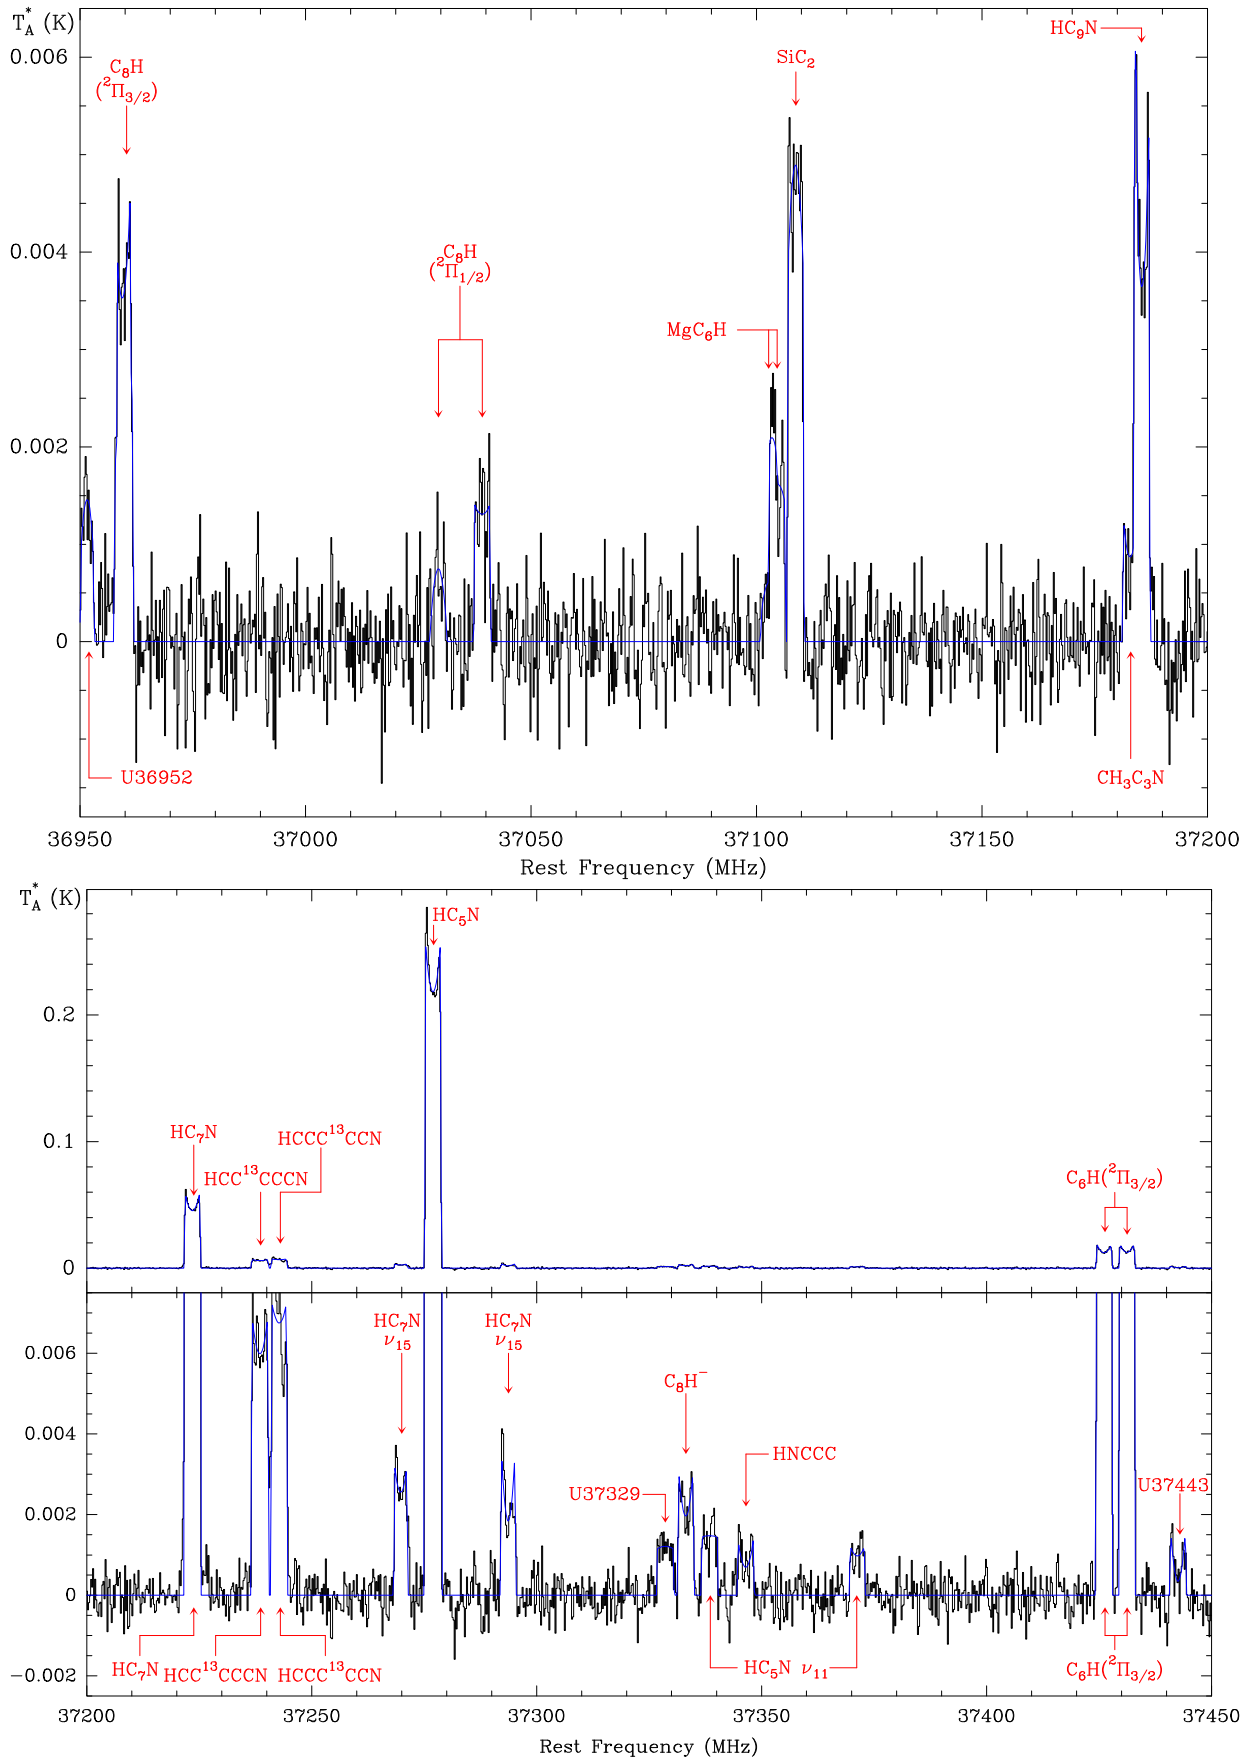 T*A (K)
HC9N
0.006
SiC2
C8H
(²Π3/2)
0.004
C8H
(²Π1/2)
MgC6H
0.002
0
U36952
CH3C3N
36950 37000 37050 37100 37150 37200
Rest Frequency (MHz)
T*A (K)
HC5N
0.2
HC7N
HCCC¹³CCN
0.1
HCC¹³CCCN
C6H(²Π3/2)
0
HC7N
ν15
HC7N
ν15
0.006
C8H⁻
0.004
HNCCC
U37329
U37443
0.002
0
HC7N HCC¹³CCCN HCCC¹³CCN
HC5N ν11
C6H(²Π3/2)
−0.002
37200 37250 37300 37350 37400 37450
Rest Frequency (MHz)